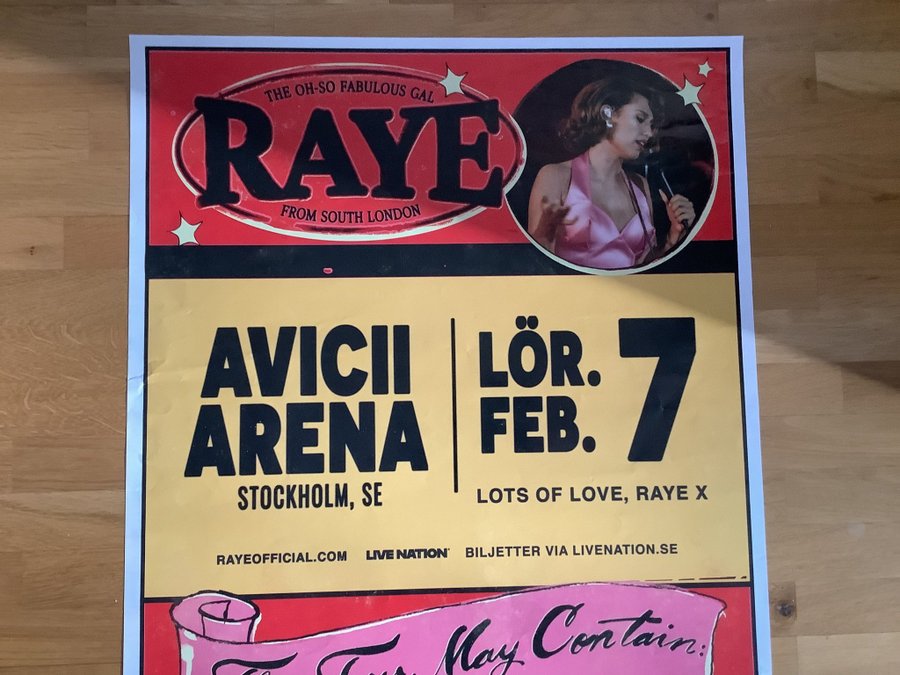 THE OH-SO FABULOUS GAL
RAYE
FROM SOUTH LONDON
AVICII
ARENA
STOCKHOLM, SE
LÖR.
FEB.
7
LOTS OF LOVE, RAYE X
RAYEOFFICIAL.COM LIVE NATION BILJETTER VIA LIVENATION.SE
Tour May Contain: